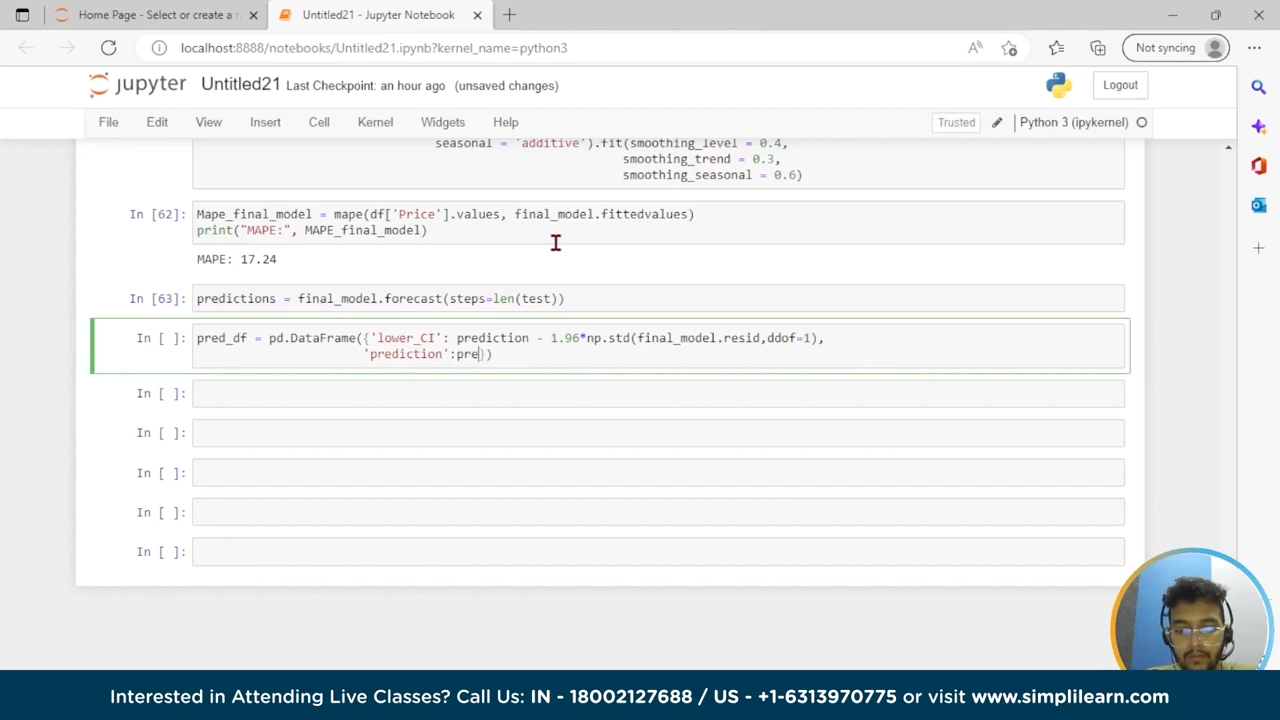 Home Page - Select or create a n
Untitled21 - Jupyter Notebook
localhost:8888/notebooks/Untitled21.ipynb?kernel_name=python3
Not syncing
jupyter Untitled21 Last Checkpoint: an hour ago (unsaved changes)
Logout
File Edit View Insert Cell Kernel Widgets Help
Trusted
Python 3 (ipykernel)
seasonal = 'additive').fit(smoothing_level = 0.4,
smoothing_trend = 0.3,
smoothing_seasonal = 0.6)
In [62]: Mape_final_model = mape(df['Price'].values, final_model.fittedvalues)
print("MAPE:", MAPE_final_model)
MAPE: 17.24
In [63]: predictions = final_model.forecast(steps=len(test))
In [ ]: pred_df = pd.DataFrame({'lower_CI': prediction - 1.96*np.std(final_model.resid,ddof=1),
'prediction':pre})
In [ ]:
In [ ]:
In [ ]:
In [ ]:
In [ ]:
Interested in Attending Live Classes? Call Us: IN - 18002127688 / US - +1-6313970775 or visit www.simplilearn.com